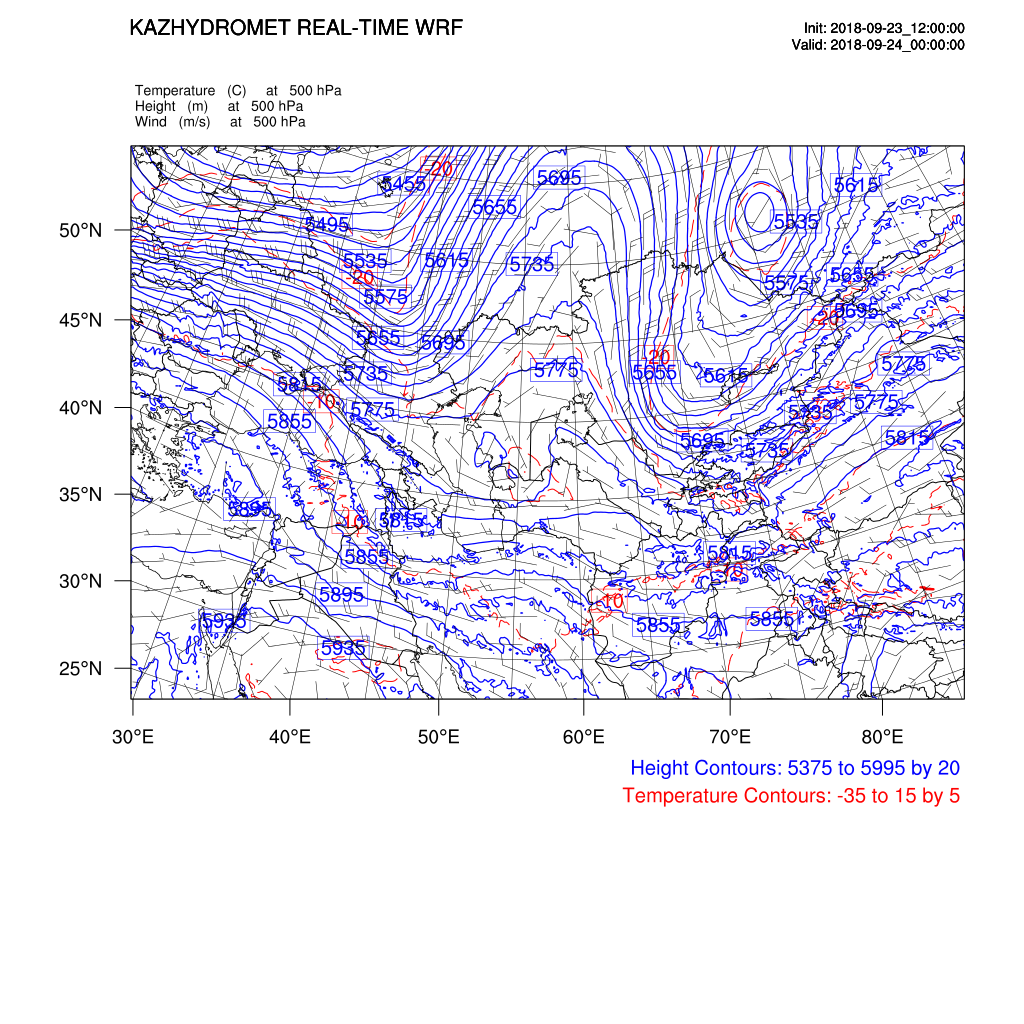 KAZHYDROMET REAL-TIME WRF
Init: 2018-09-23_12:00:00
Valid: 2018-09-24_00:00:00
Temperature (C) at 500 hPa
Height (m) at 500 hPa
Wind (m/s) at 500 hPa
-20
5455
5695
5615
5655
5495
5535
50°N
5535
5615
5735
-20
5575
5575
5655
5695
-20
45°N
5655
5695
-20
5655
5735
5775
5615
5775
5815
-10
5775
5775
5735
40°N
5855
5695
5735
5815
35°N
5895
-10
5815
5855
5815
-10
30°N
5895
-10
5935
5855
5855
5935
25°N
30°E
40°E
50°E
60°E
70°E
80°E
Height Contours: 5375 to 5995 by 20
Temperature Contours: -35 to 15 by 5